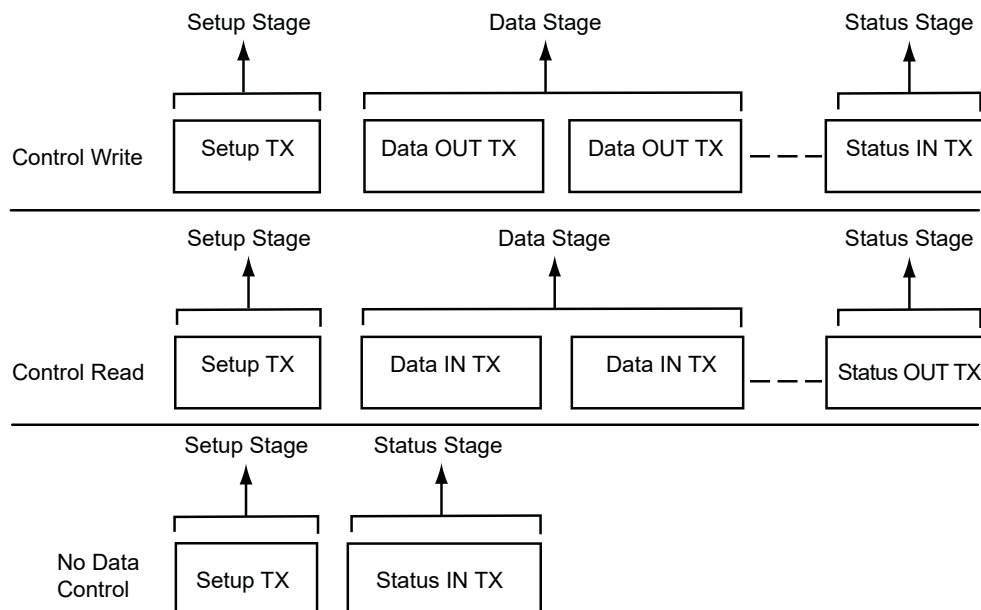 Setup Stage Data Stage Status Stage
Control Write Setup TX Data OUT TX Data OUT TX Status IN TX
Setup Stage Data Stage Status Stage
Control Read Setup TX Data IN TX Data IN TX Status OUT TX
Setup Stage Status Stage
No Data
Control Setup TX Status IN TX